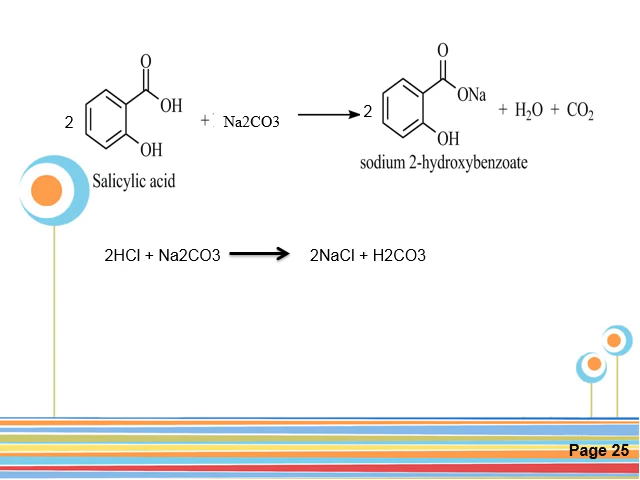 2 O OH OH + Na2CO3 2 O ONa OH + H₂O + CO₂
Salicylic acid sodium 2-hydroxybenzoate
2HCl + Na2CO3 2NaCl + H2CO3
Page 25